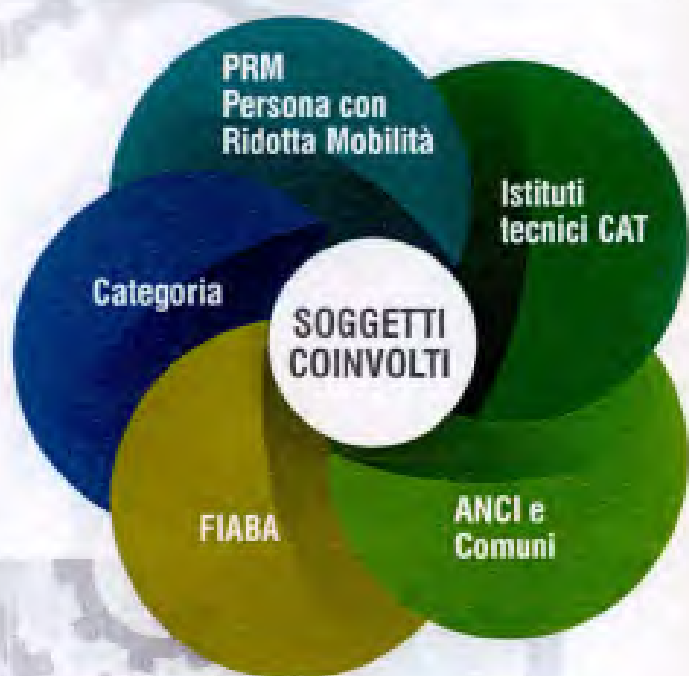 PRM
Persona con
Ridotta Mobilità
Istituti
tecnici CAT
Categoria
SOGGETTI
COINVOLTI
FIABA
ANCI e
Comuni